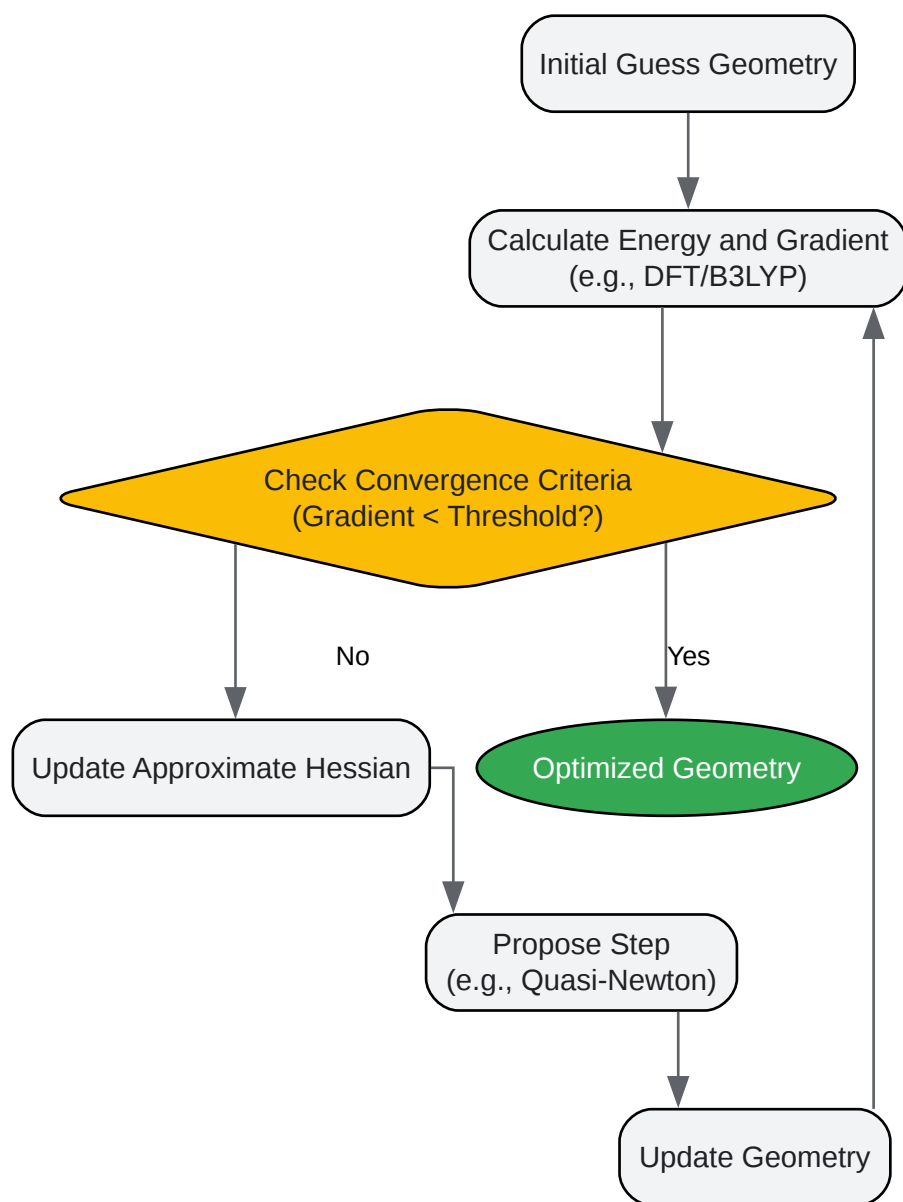 Initial Guess Geometry
Calculate Energy and Gradient
(e.g., DFT/B3LYP)
Check Convergence Criteria
(Gradient < Threshold?)
No
Yes
Update Approximate Hessian
Optimized Geometry
Propose Step
(e.g., Quasi-Newton)
Update Geometry